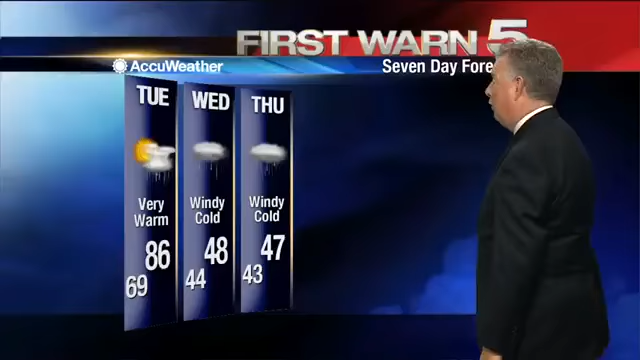 FIRST WARN 5
AccuWeather
Seven Day
TUE
Very
Warm
86
69
WED
Windy
Cold
48
44
THU
Windy
Cold
47
43